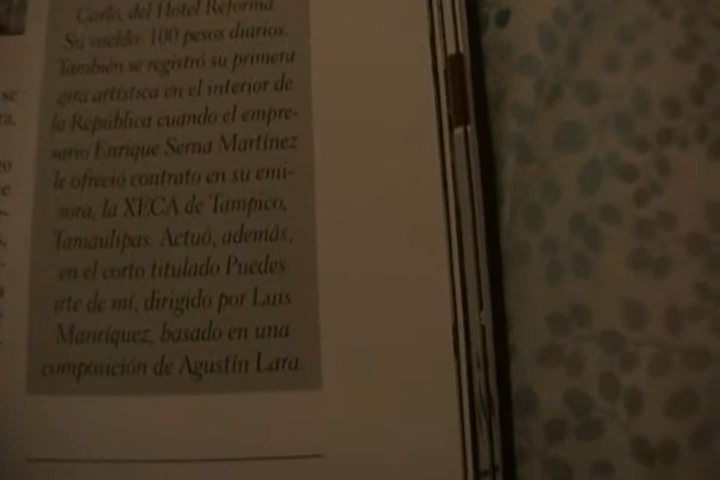 Carlo, del Hotel Reforma
Su sueldo: 100 pesos diarios.
También se registró su primera
gira artística en el interior de
la República cuando el empre-
sario Enrique Serna Martínez
le ofreció contrato en su emi-
sora, la XECA de Tampico,
Tamaulipas. Actuó, además,
en el corto titulado Puedes
irte de mí, dirigido por Luis
Manríquez, basado en una
composición de Agustín Lara.
se
ra,